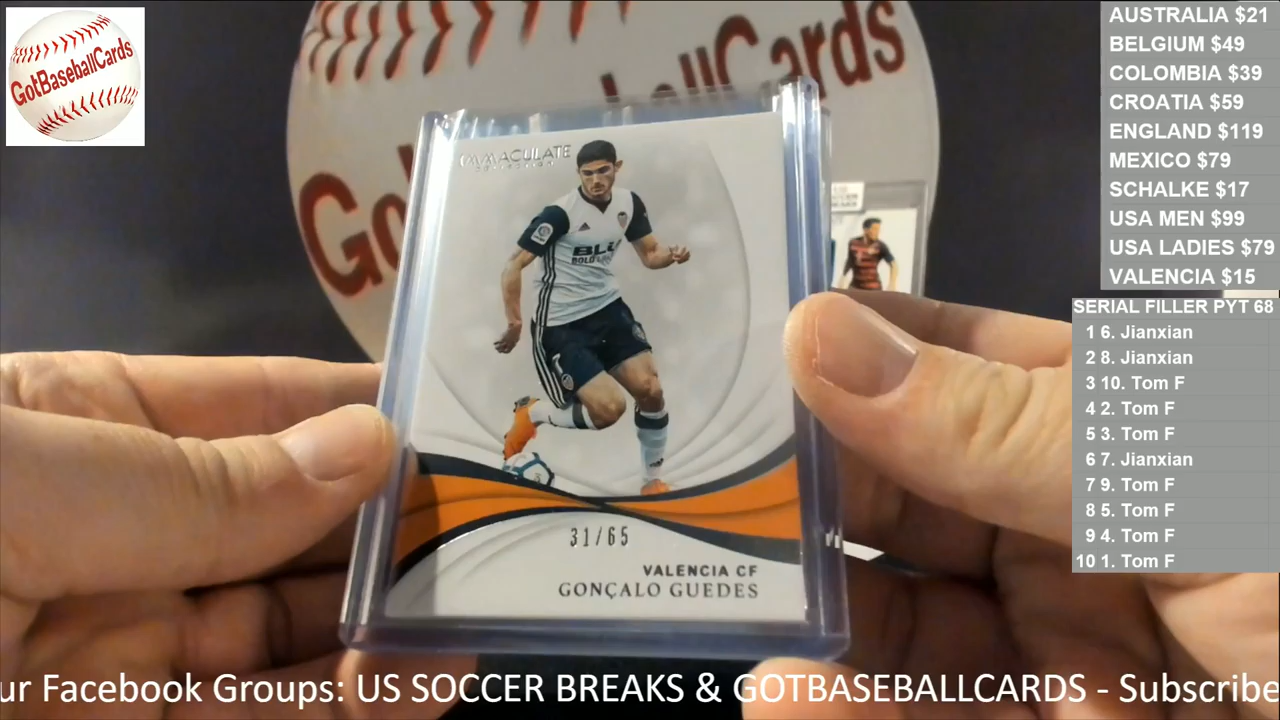 GotBaseballCards
GotBaseballCards
IMMACULATE
COLLECTION
BLU
BOLD
31/65
VALENCIA CF
GONÇALO GUEDES
AUSTRALIA $21
BELGIUM $49
COLOMBIA $39
CROATIA $59
ENGLAND $119
MEXICO $79
SCHALKE $17
USA MEN $99
USA LADIES $79
VALENCIA $15
SERIAL FILLER PYT 68
1 6. Jianxian
2 8. Jianxian
3 10. Tom F
4 2. Tom F
5 3. Tom F
6 7. Jianxian
7 9. Tom F
8 5. Tom F
9 4. Tom F
10 1. Tom F
ur Facebook Groups: US SOCCER BREAKS & GOTBASEBALLCARDS - Subscribe